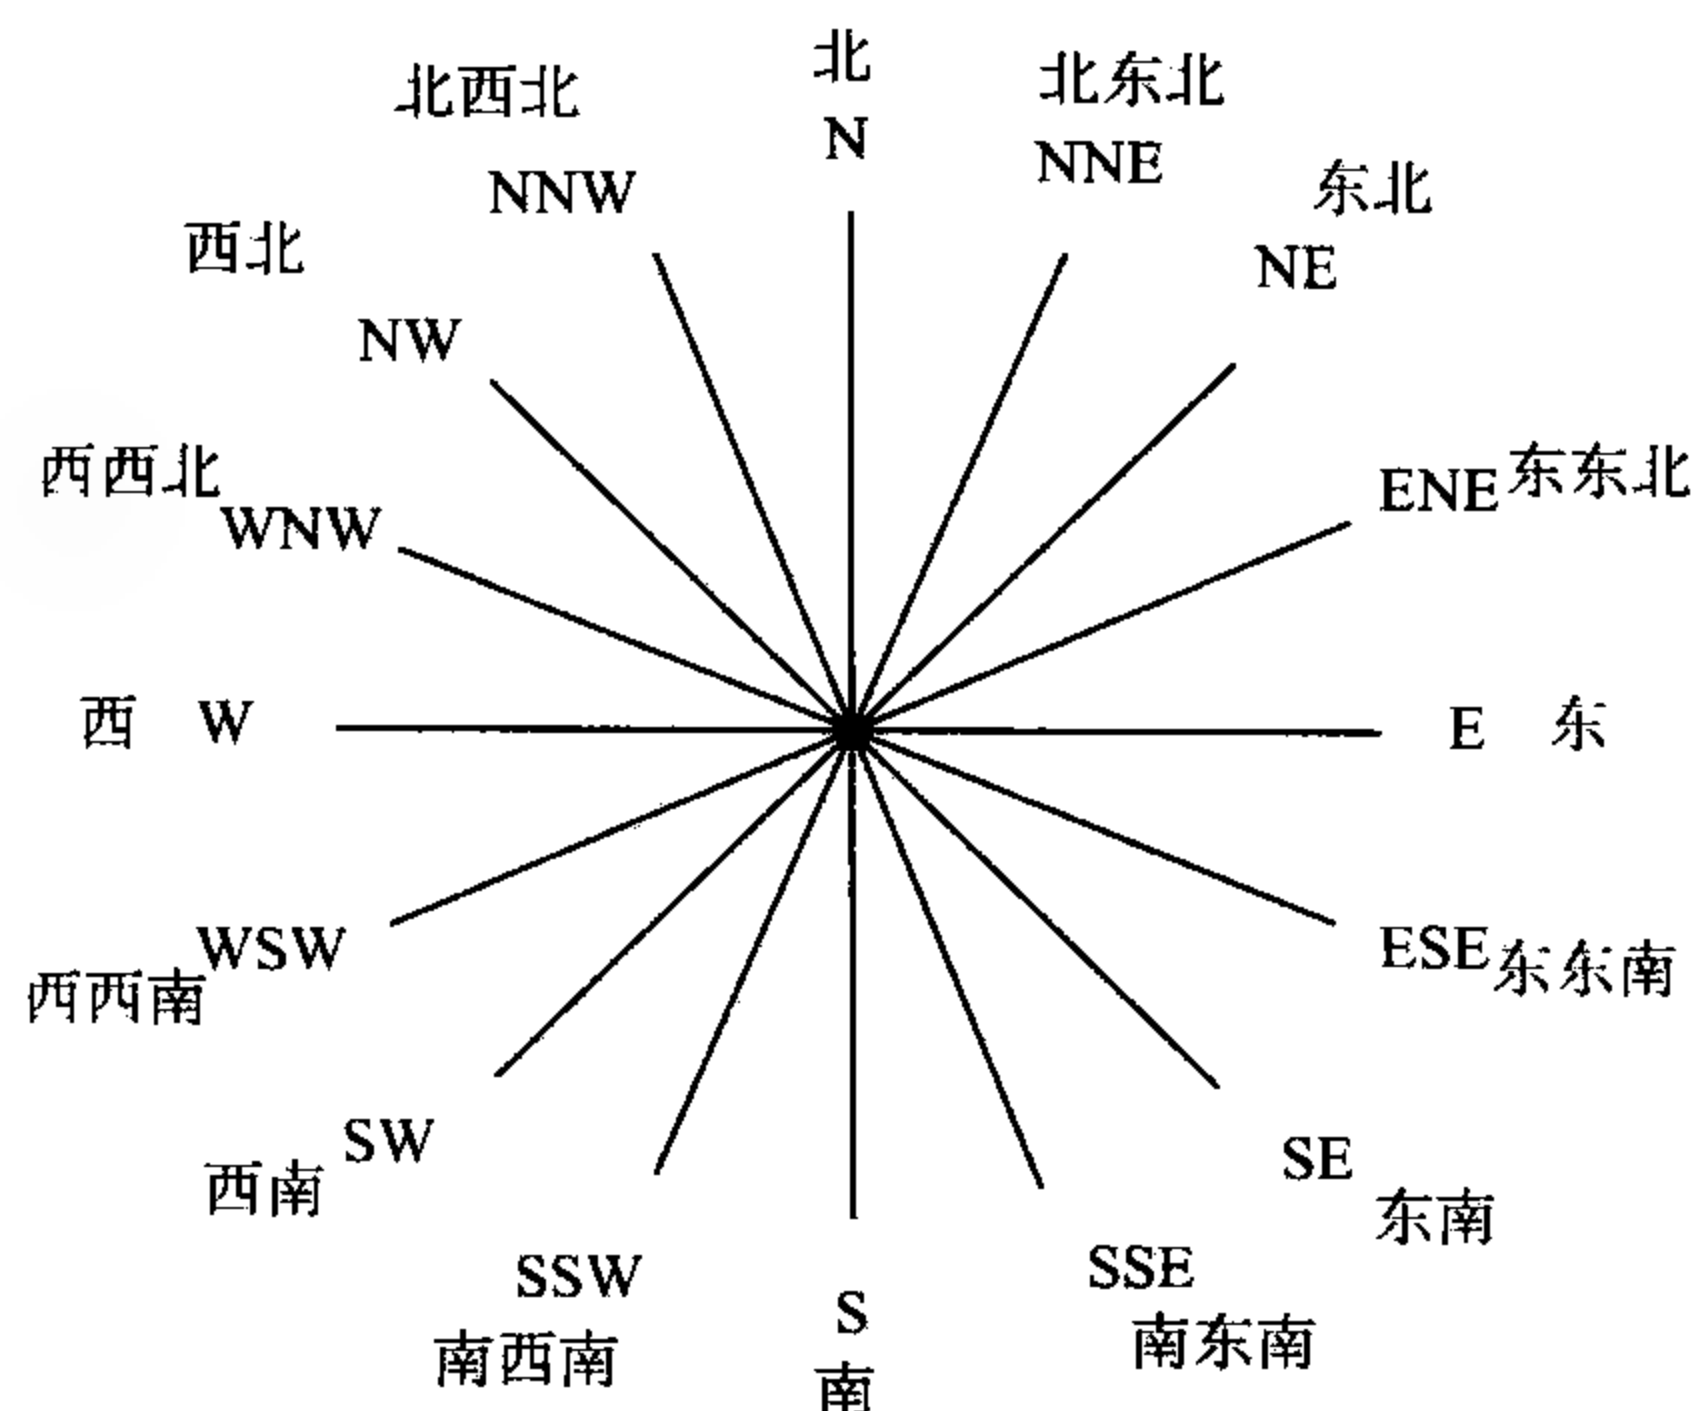 北
N
北东北
NNE
东北
NE
ENE 东东北
E 东
ESE 东东南
SE
东南
SSE
南东南
S
南
SSW
南西南
SW
西南
WSW
西西南
西 W
西西北
WNW
西北
NW
北西北
NNW